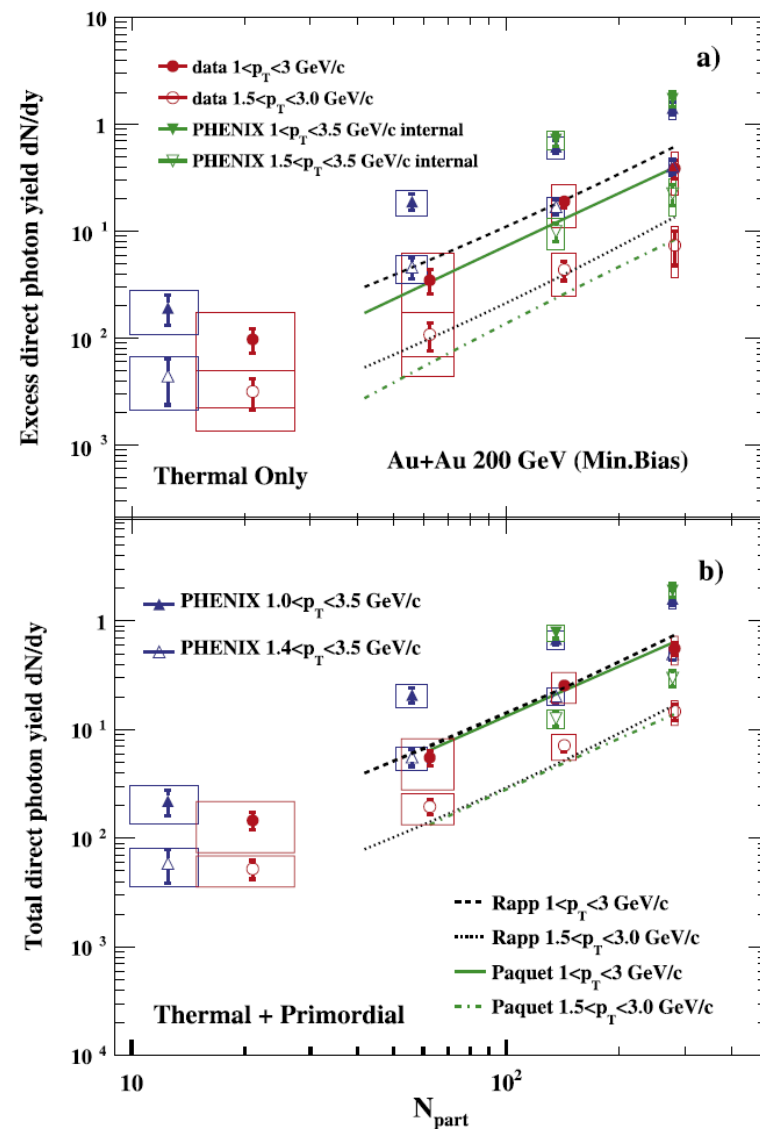 10
a)
data 1<p_T<3 GeV/c
data 1.5<p_T<3.0 GeV/c
PHENIX 1<p_T<3.5 GeV/c internal
PHENIX 1.5<p_T<3.5 GeV/c internal
1
10^1
10^2
10^3
Excess direct photon yield dN/dy
Thermal Only
Au+Au 200 GeV (Min.Bias)
b)
PHENIX 1.0<p_T<3.5 GeV/c
PHENIX 1.4<p_T<3.5 GeV/c
1
10^1
10^2
10^3
10^4
Total direct photon yield dN/dy
Rapp 1<p_T<3 GeV/c
Rapp 1.5<p_T<3.0 GeV/c
Paquet 1<p_T<3 GeV/c
Paquet 1.5<p_T<3.0 GeV/c
Thermal + Primordial
10
10^2
N_part